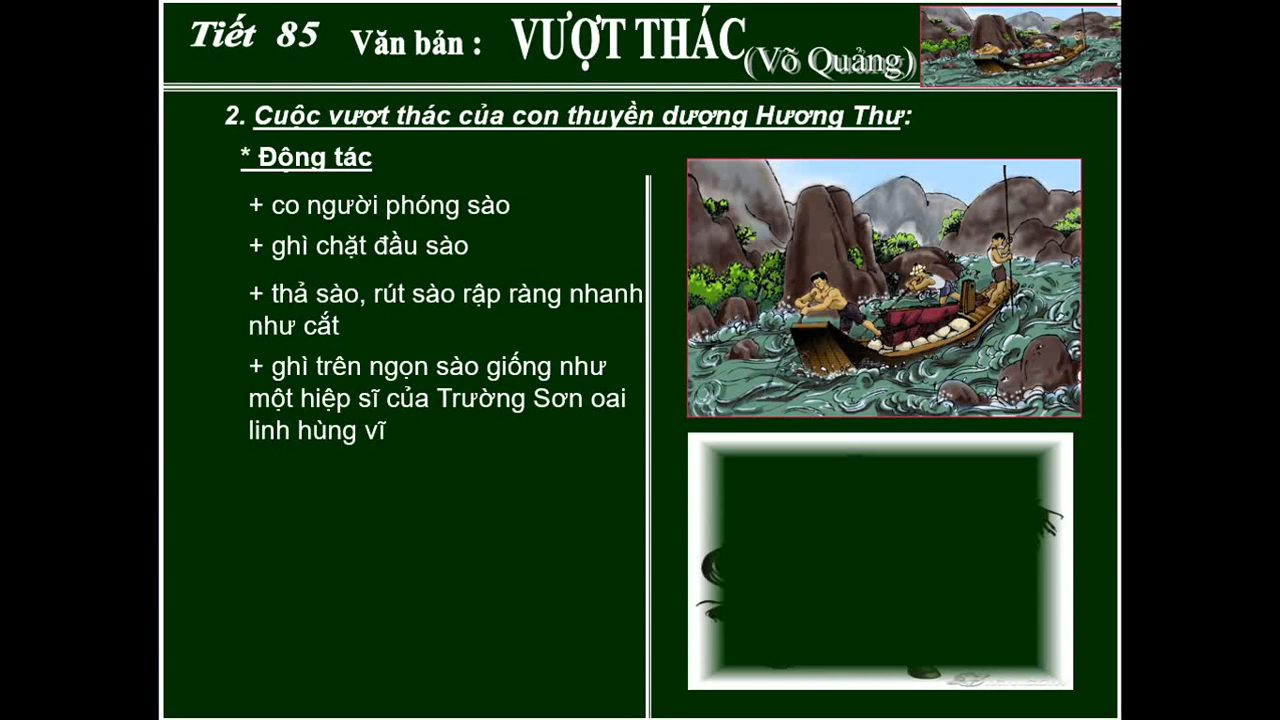 Tiết 85 Văn bản : VƯỢT THÁC (Võ Quảng)
2. Cuộc vượt thác của con thuyền dượng Hương Thư:
* Động tác
+ co người phóng sào
+ ghì chặt đầu sào
+ thả sào, rút sào rập ràng nhanh
như cắt
+ ghì trên ngọn sào giống như
một hiệp sĩ của Trường Sơn oai
linh hùng vĩ